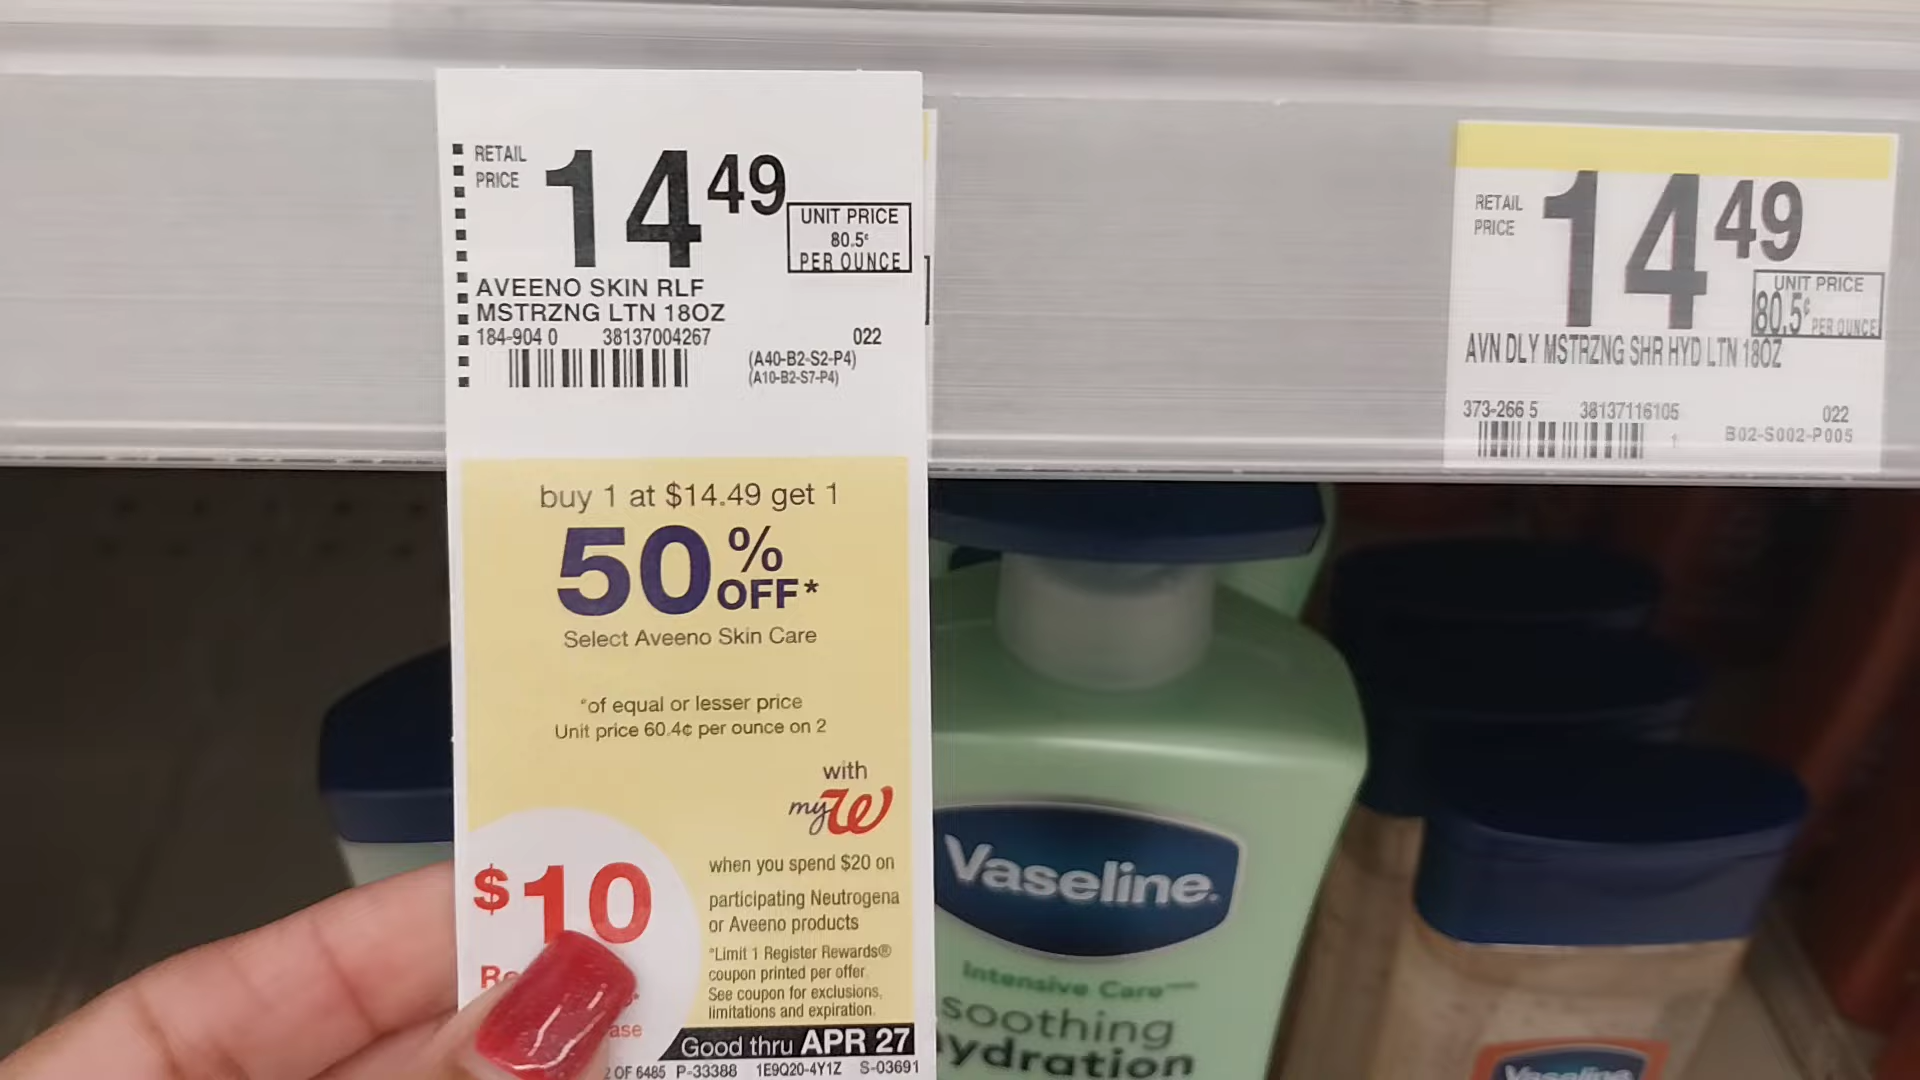 RETAIL
PRICE
14 49
UNIT PRICE
80.5¢
PER OUNCE
AVEENO SKIN RLF
MSTRZNG LTN 18OZ
184-904 0 38137004267 022
(A40-B2-S2-P4)
(A10-B2-S7-P4)
buy 1 at $14.49 get 1
50%
OFF*
Select Aveeno Skin Care
*of equal or lesser price
Unit price 60.4¢ per ounce on 2
with
myW
$10
when you spend $20 on
participating Neutrogena
or Aveeno products
*Limit 1 Register Rewards®
coupon printed per offer.
See coupon for exclusions,
limitations and expiration.
Good thru APR 27
2 OF 6485 P-33388 1E9Q20-4Y1Z S-03691
RETAIL
PRICE
14 49
UNIT PRICE
80.5¢ PER OUNCE
AVN DLY MSTRZNG SHR HYD LTN 18OZ
373-266 5 38137116105 022
1 B02-S002-P005
Vaseline.
Intensive Care
soothing
hydration
Vaseline